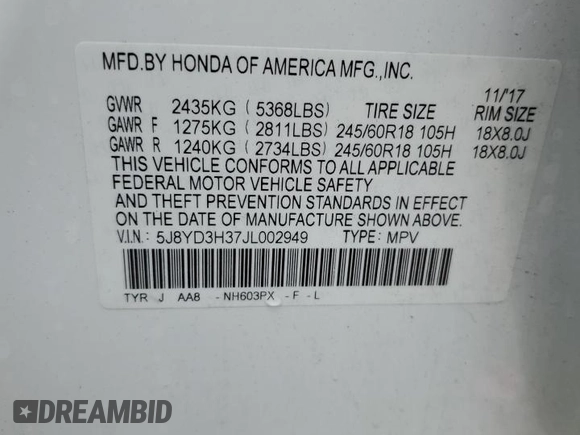 MFD.BY HONDA OF AMERICA MFG.,INC.
11/'17
GVWR 2435KG ( 5368LBS) TIRE SIZE RIM SIZE
GAWR F 1275KG ( 2811LBS) 245/60R18 105H 18X8.0J
GAWR R 1240KG ( 2734LBS) 245/60R18 105H 18X8.0J
THIS VEHICLE CONFORMS TO ALL APPLICABLE
FEDERAL MOTOR VEHICLE SAFETY
AND THEFT PREVENTION STANDARDS IN EFFECT
ON THE DATE OF MANUFACTURE SHOWN ABOVE.
V.I.N.: 5J8YD3H37JL002949 TYPE: MPV
TYR J AA8 -NH603PX -F -L
DREAMBID